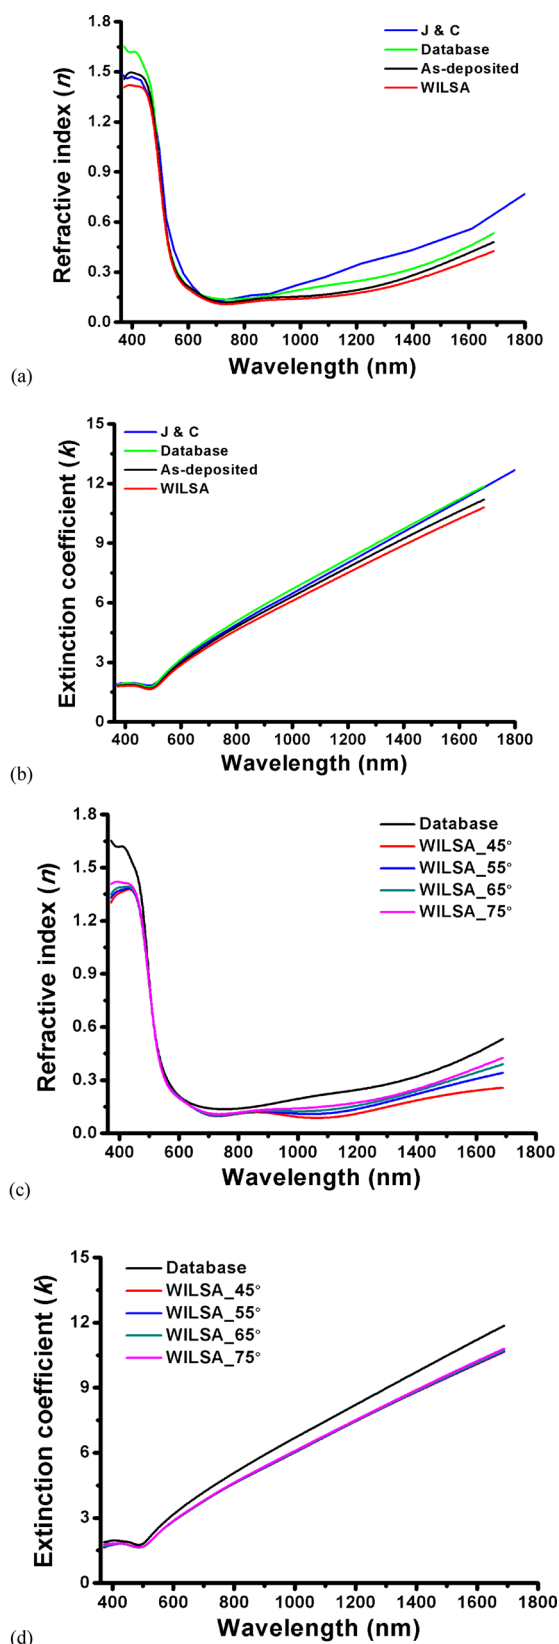 1.8
1.5
1.2
0.9
0.6
0.3
0.0
Refractive index (n)
J & C
Database
As-deposited
WILSA
400 600 800 1000 1200 1400 1600 1800
Wavelength (nm)
(a)
15
12
9
6
3
0
Extinction coefficient (k)
J & C
Database
As-deposited
WILSA
400 600 800 1000 1200 1400 1600 1800
Wavelength (nm)
(b)
1.8
1.5
1.2
0.9
0.6
0.3
0.0
Refractive index (n)
Database
WILSA_45°
WILSA_55°
WILSA_65°
WILSA_75°
400 600 800 1000 1200 1400 1600 1800
Wavelength (nm)
(c)
15
12
9
6
3
0
Extinction coefficient (k)
Database
WILSA_45°
WILSA_55°
WILSA_65°
WILSA_75°
400 600 800 1000 1200 1400 1600 1800
Wavelength (nm)
(d)